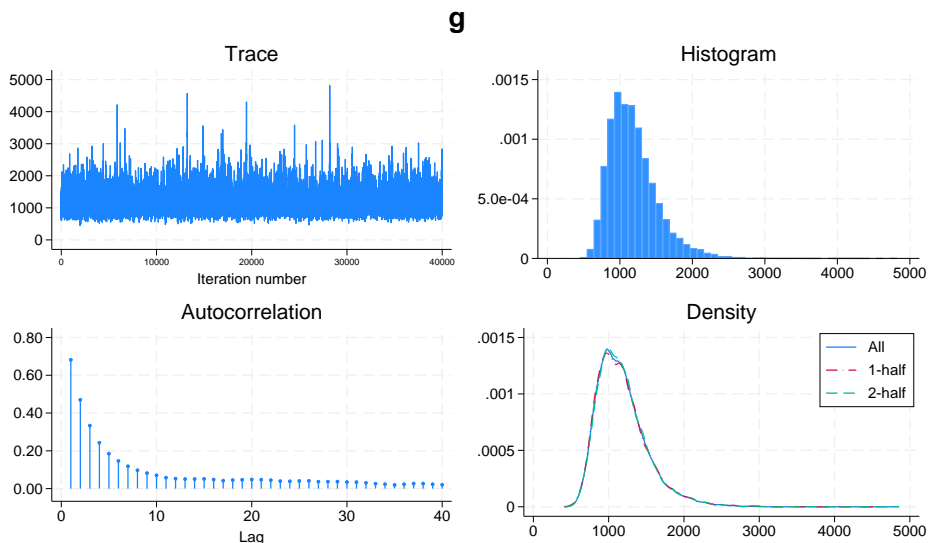 g
Trace
5000
4000
3000
2000
1000
0
0 10000 20000 30000 40000
Iteration number
Histogram
.0015
.001
5.0e-04
0
0 1000 2000 3000 4000 5000
Autocorrelation
0.80
0.60
0.40
0.20
0.00
0 10 20 30 40
Lag
Density
.0015
.001
.0005
0
0 1000 2000 3000 4000 5000
All
1-half
2-half